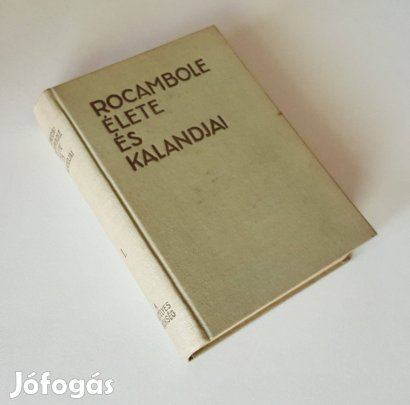 ROCAMBOLE
ÉLETE
ÉS
KALANDJAI
I.
A
Jófogás